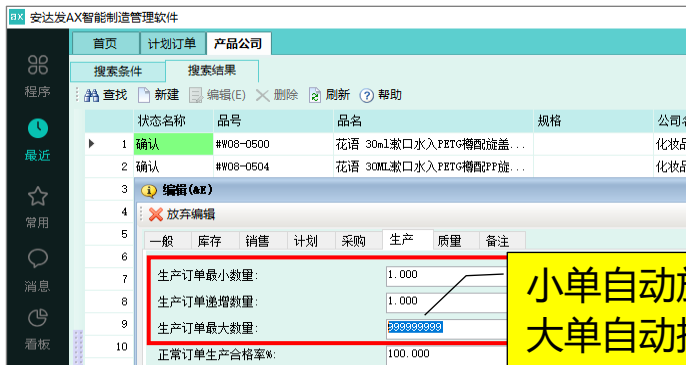 ax 安达发AX智能制造管理软件
首页 计划订单 产品公司
搜索条件 搜索结果
查找 新建 编辑(E) 删除 刷新 帮助
程序
最近
常用
消息
看板
状态名称 品号 品名 规格 公司名
1 确认 #W08-0500 花语 30ml漱口水入PETG樽配旋盖... 化妆品
2 确认 #W08-0504 花语 30ML漱口水入PETG樽配PP旋... 化妆品
3 编辑(&E)
4 放弃编辑
5 一般 库存 销售 计划 采购 生产 质量 备注
6
7 生产订单最小数量: 1.000
8 生产订单递增数量: 1.000
9 生产订单最大数量: 999999999
10 正常订单生产合格率%: 100.000
小单自动
大单自动